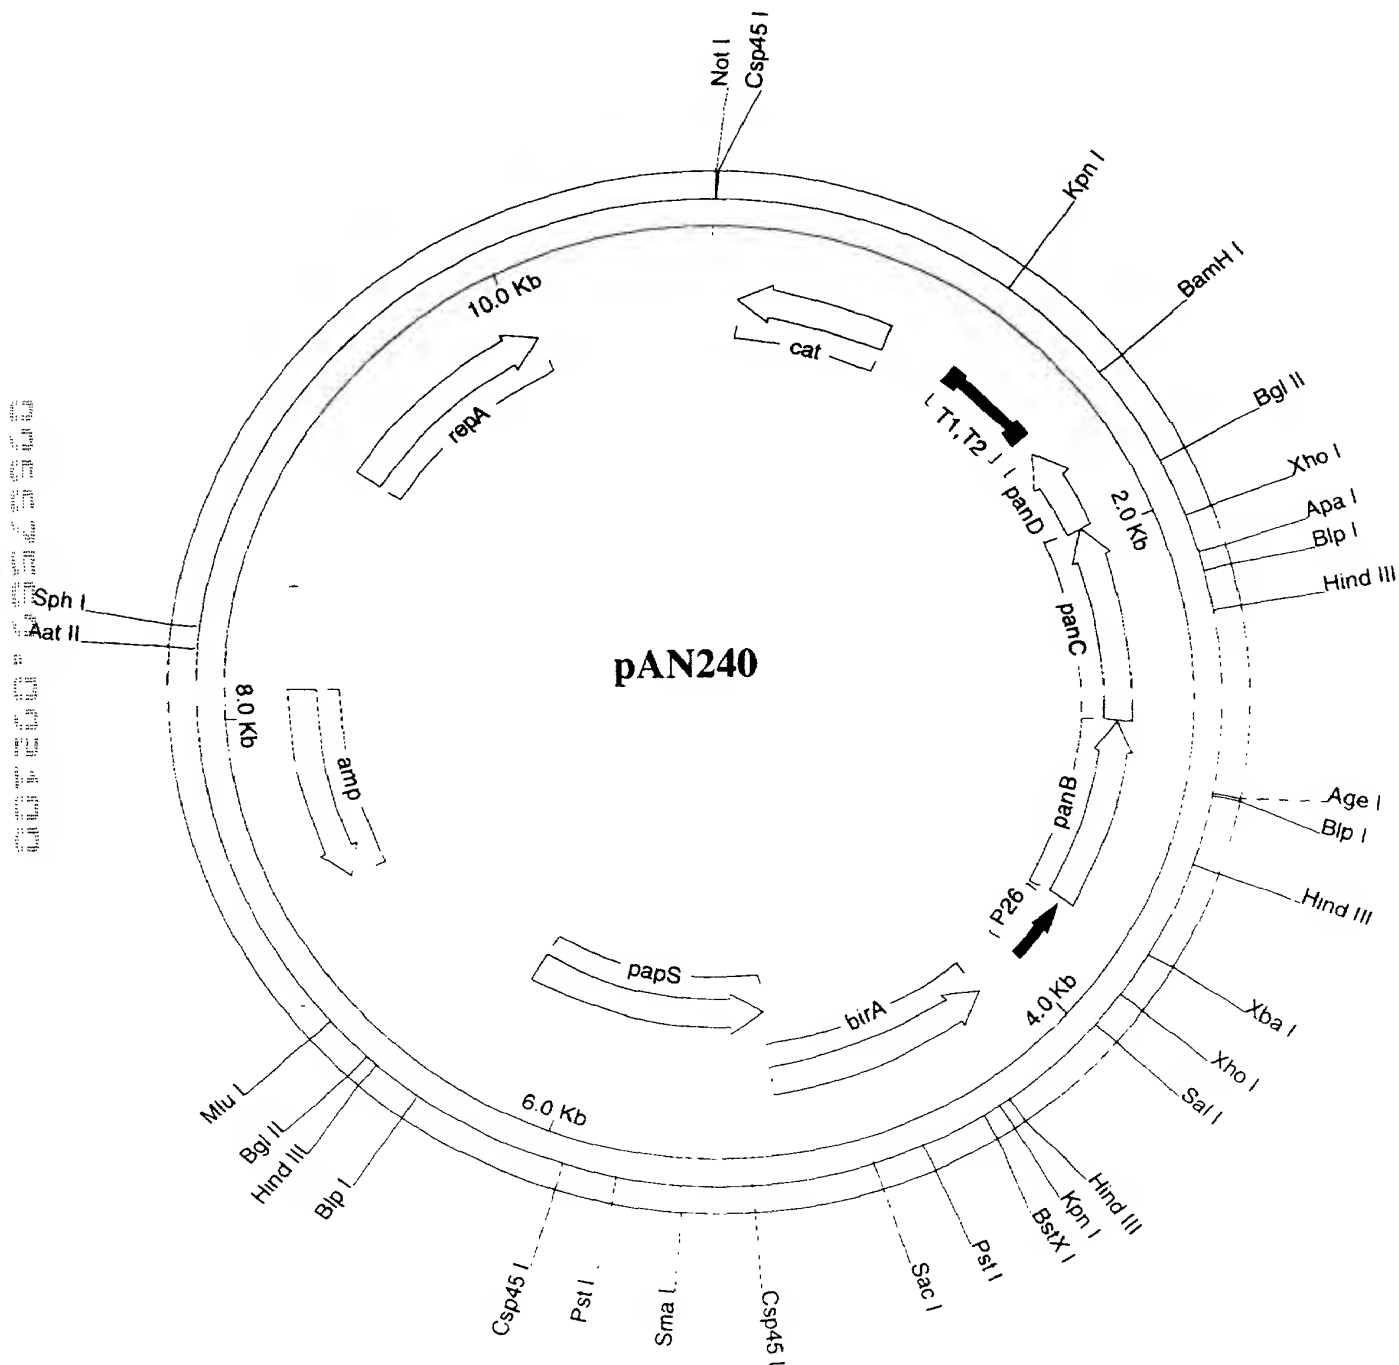 Not I
Csp45 I
Kpn I
BamH I
Bgl II
Xho I
Apa I
Blp I
Hind III
Age I
Blp I
Hind III
Xba I
Xho I
Sal I
Hind III
Kpn I
BstX I
Pst I
Sac I
Csp45 I
Sma I
Pst I
Csp45 I
Blp I
Hind III
Bgl II
Mlu I
Aat II
Sph I
10.0 Kb
2.0 Kb
4.0 Kb
6.0 Kb
8.0 Kb
cat
T1,T2
panD
panC
panB
P26
birA
papS
amp
repA
pAN240